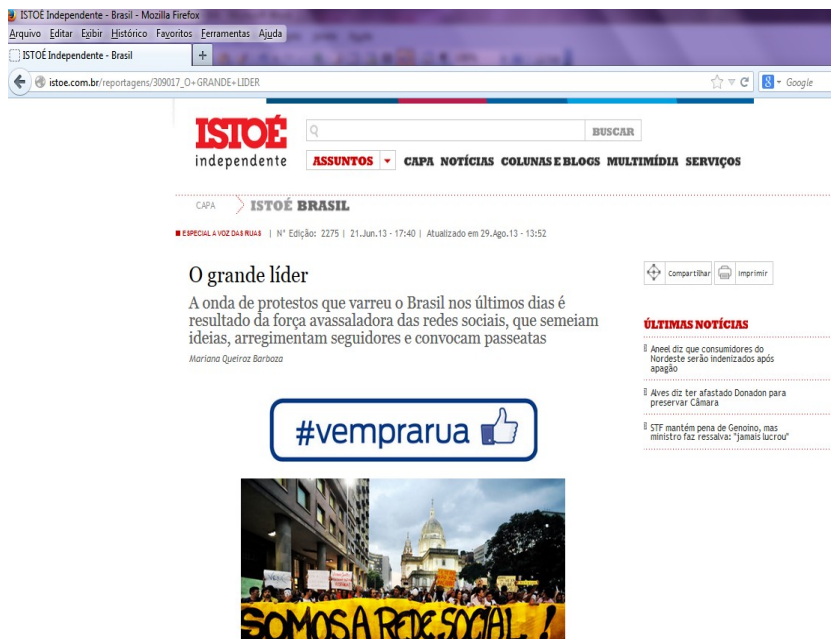 ISTOÉ Independente - Brasil - Mozilla Firefox
Arquivo Editar Exibir Histórico Favoritos Ferramentas Ajuda
ISTOÉ Independente - Brasil +
istoe.com.br/reportagens/309017_O+GRANDE+LIDER
8 Google
ISTOÉ
independente
BUSCAR
ASSUNTOS CAPA NOTÍCIAS COLUNAS E BLOGS MULTIMÍDIA SERVIÇOS
CAPA ISTOÉ BRASIL
ESPECIAL A VOZ DAS RUAS | N° Edição: 2275 | 21.Jun.13 - 17:40 | Atualizado em 29.Ago.13 - 13:52
O grande líder
A onda de protestos que varreu o Brasil nos últimos dias é
resultado da força avassaladora das redes sociais, que semeiam
ideias, arregimentam seguidores e convocam passeatas
Mariana Queiroz Barboza
Compartilhar Imprimir
ÚLTIMAS NOTÍCIAS
Aneel diz que consumidores do
Nordeste serão indenizados após
apagão
Alves diz ter afastado Donadon para
preservar Câmara
STF mantém pena de Genoino, mas
ministro faz ressalva: "jamais lucrou"
#vemprarua
SOMOS A REDE SOCIAL !